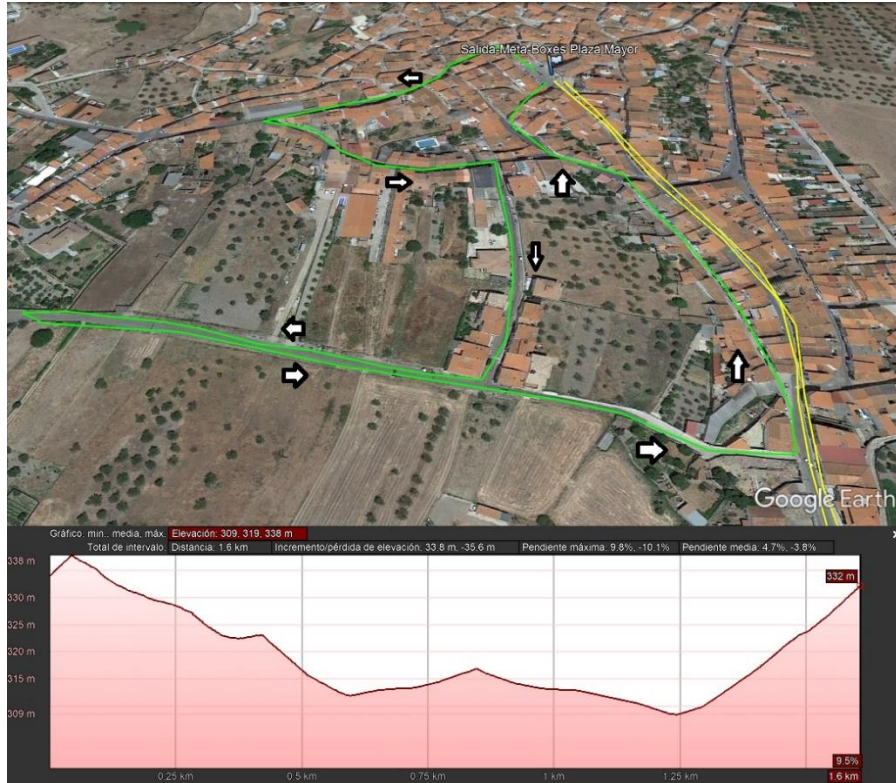 Salida-Meta-Boxes Plaza Mayor
Google Earth
Gráfico: min., media, máx. Elevación: 309, 319, 338 m
Total de intervalo: Distancia: 1.6 km Incremento/pérdida de elevación: 33.8 m, -35.6 m Pendiente máxima: 9.8%, -10.1% Pendiente media: 4.7%, -3.8%
338 m
332 m
330 m
325 m
320 m
315 m
309 m
9.5%
0.25 km 0.5 km 0.75 km 1 km 1.25 km 1.6 km